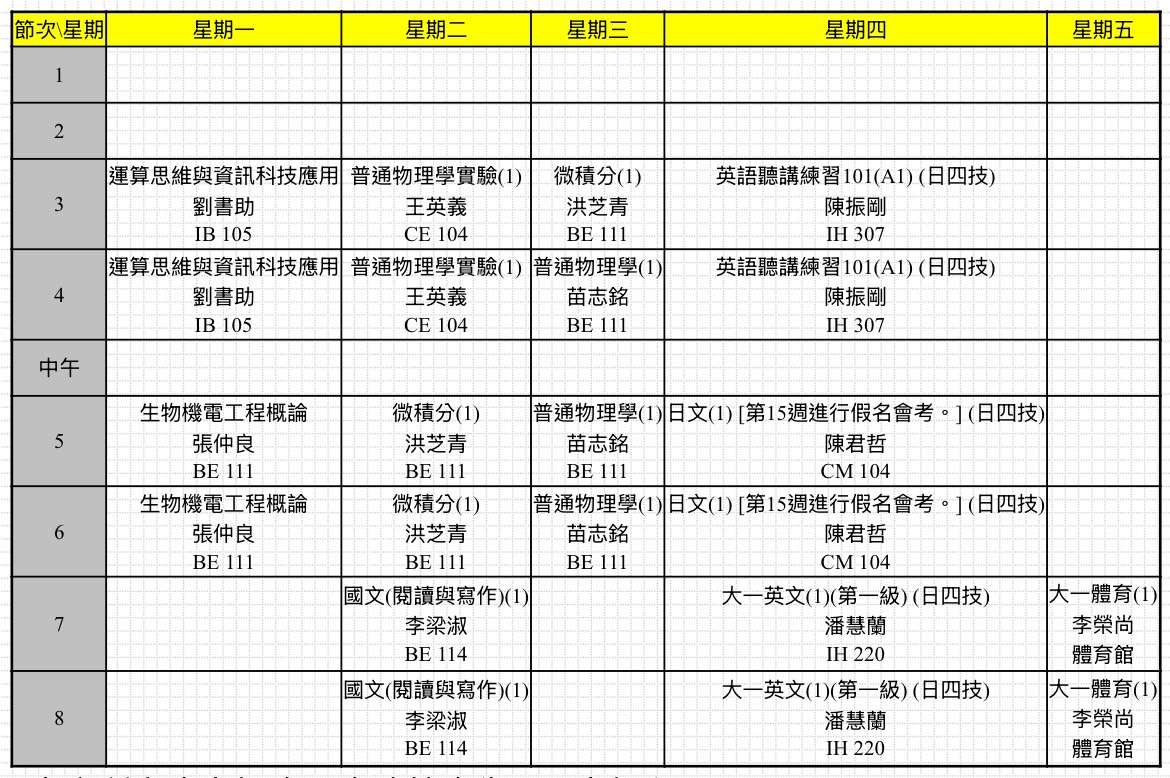 節次\星期 星期一 星期二 星期三 星期四 星期五
1
2
3
運算思維與資訊科技應用 普通物理學實驗(1) 微積分(1) 英語聽講練習101(A1) (日四技)
劉書助 王英義 洪芝青 陳振剛
IB 105 CE 104 BE 111 IH 307
4
運算思維與資訊科技應用 普通物理學實驗(1) 普通物理學(1) 英語聽講練習101(A1) (日四技)
劉書助 王英義 苗志銘 陳振剛
IB 105 CE 104 BE 111 IH 307
中午
5
生物機電工程概論 微積分(1) 普通物理學(1) 日文(1) [第15週進行假名會考。] (日四技)
張仲良 洪芝青 苗志銘 陳君哲
BE 111 BE 111 BE 111 CM 104
6
生物機電工程概論 微積分(1) 普通物理學(1) 日文(1) [第15週進行假名會考。] (日四技)
張仲良 洪芝青 苗志銘 陳君哲
BE 111 BE 111 BE 111 CM 104
7
國文(閱讀與寫作)(1) 大一英文(1)(第一級) (日四技) 大一體育(1)
李梁淑 潘慧蘭 李榮尚
BE 114 IH 220 體育館
8
國文(閱讀與寫作)(1) 大一英文(1)(第一級) (日四技) 大一體育(1)
李梁淑 潘慧蘭 李榮尚
BE 114 IH 220 體育館